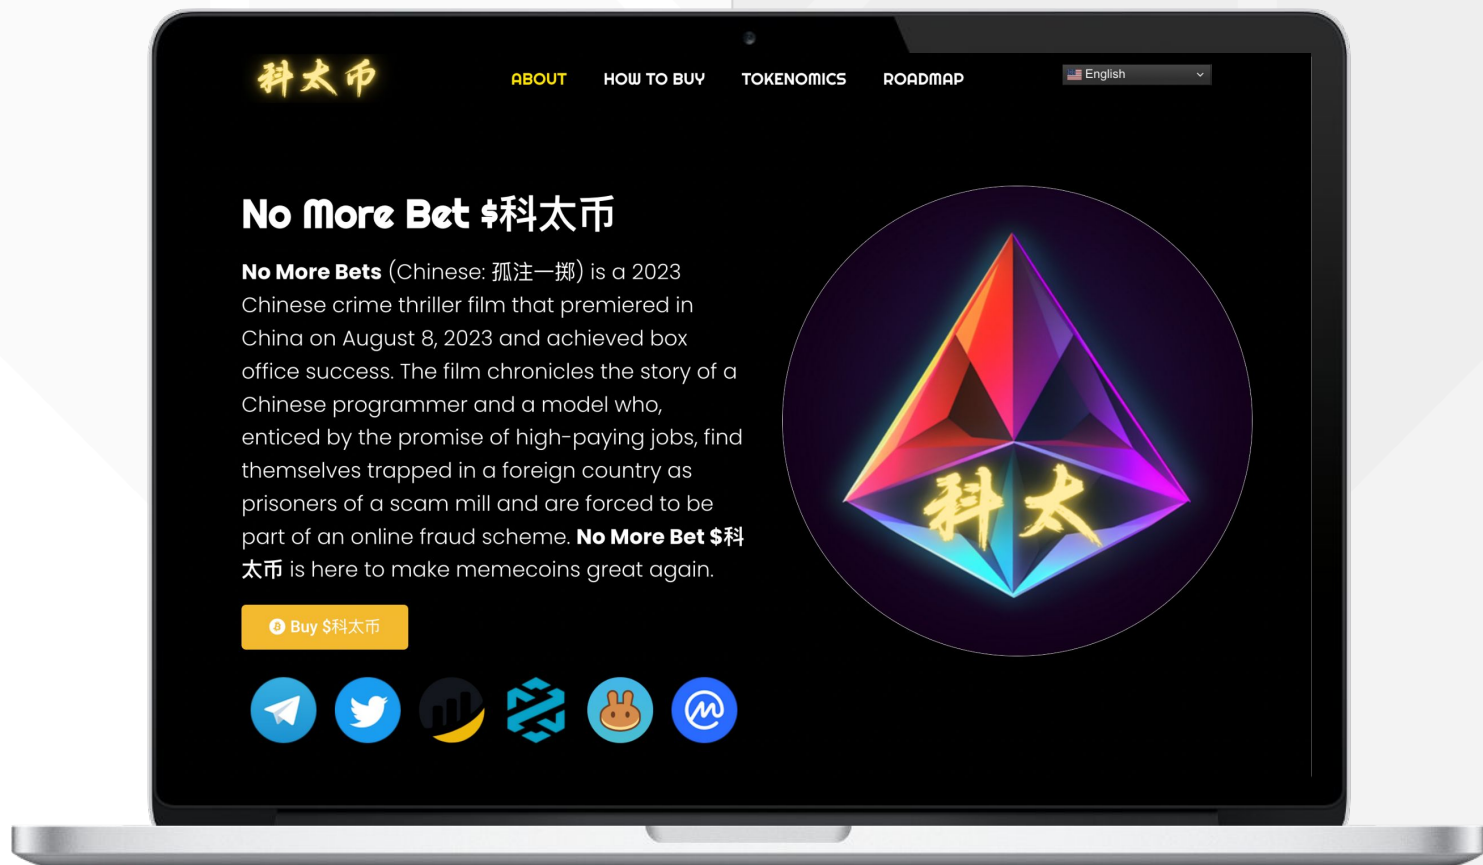 科太币
ABOUT
HOW TO BUY
TOKENOMICS
ROADMAP
English
No More Bet $科太币
No More Bets (Chinese: 孤注一掷) is a 2023
Chinese crime thriller film that premiered in
China on August 8, 2023 and achieved box
office success. The film chronicles the story of a
Chinese programmer and a model who,
enticed by the promise of high-paying jobs, find
themselves trapped in a foreign country as
prisoners of a scam mill and are forced to be
part of an online fraud scheme. No More Bet $科
太币 is here to make memecoins great again.
Buy $科太币
科太